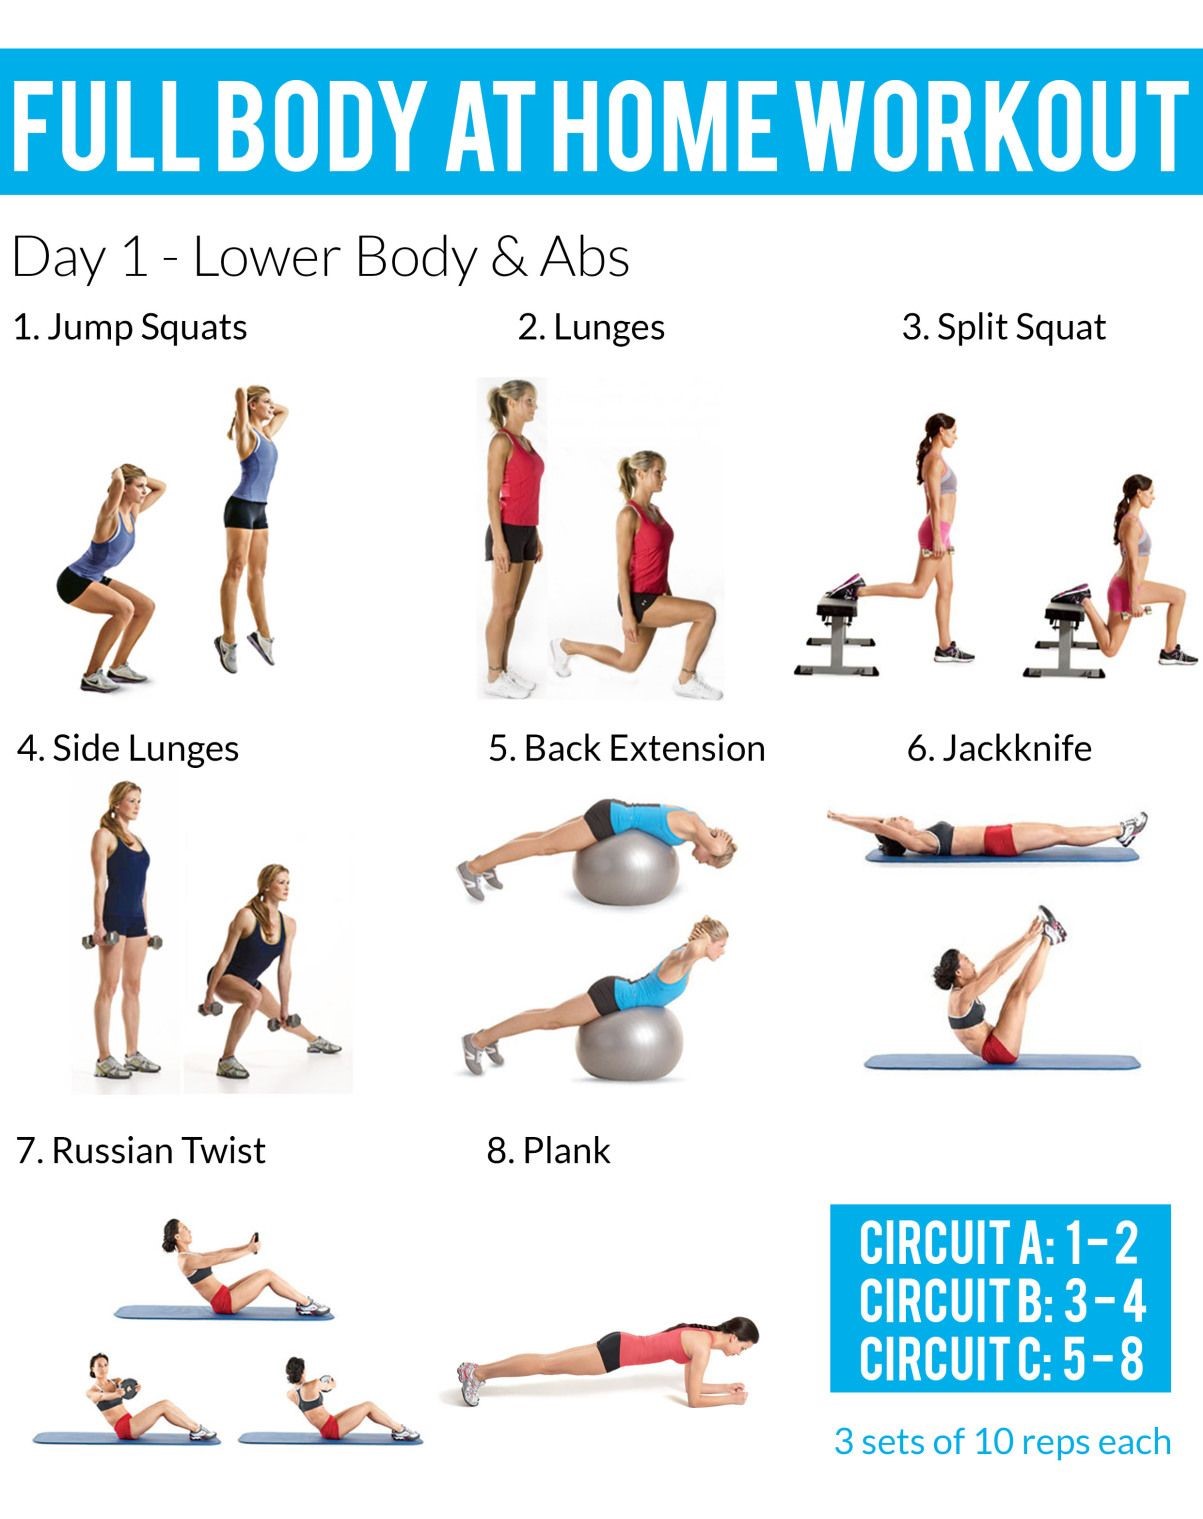 FULL BODY AT HOME WORKOUT
Day 1 - Lower Body & Abs
1. Jump Squats
2. Lunges
3. Split Squat
4. Side Lunges
5. Back Extension
6. Jackknife
7. Russian Twist
8. Plank
CIRCUIT A: 1 - 2
CIRCUIT B: 3 - 4
CIRCUIT C: 5 - 8
3 sets of 10 reps each